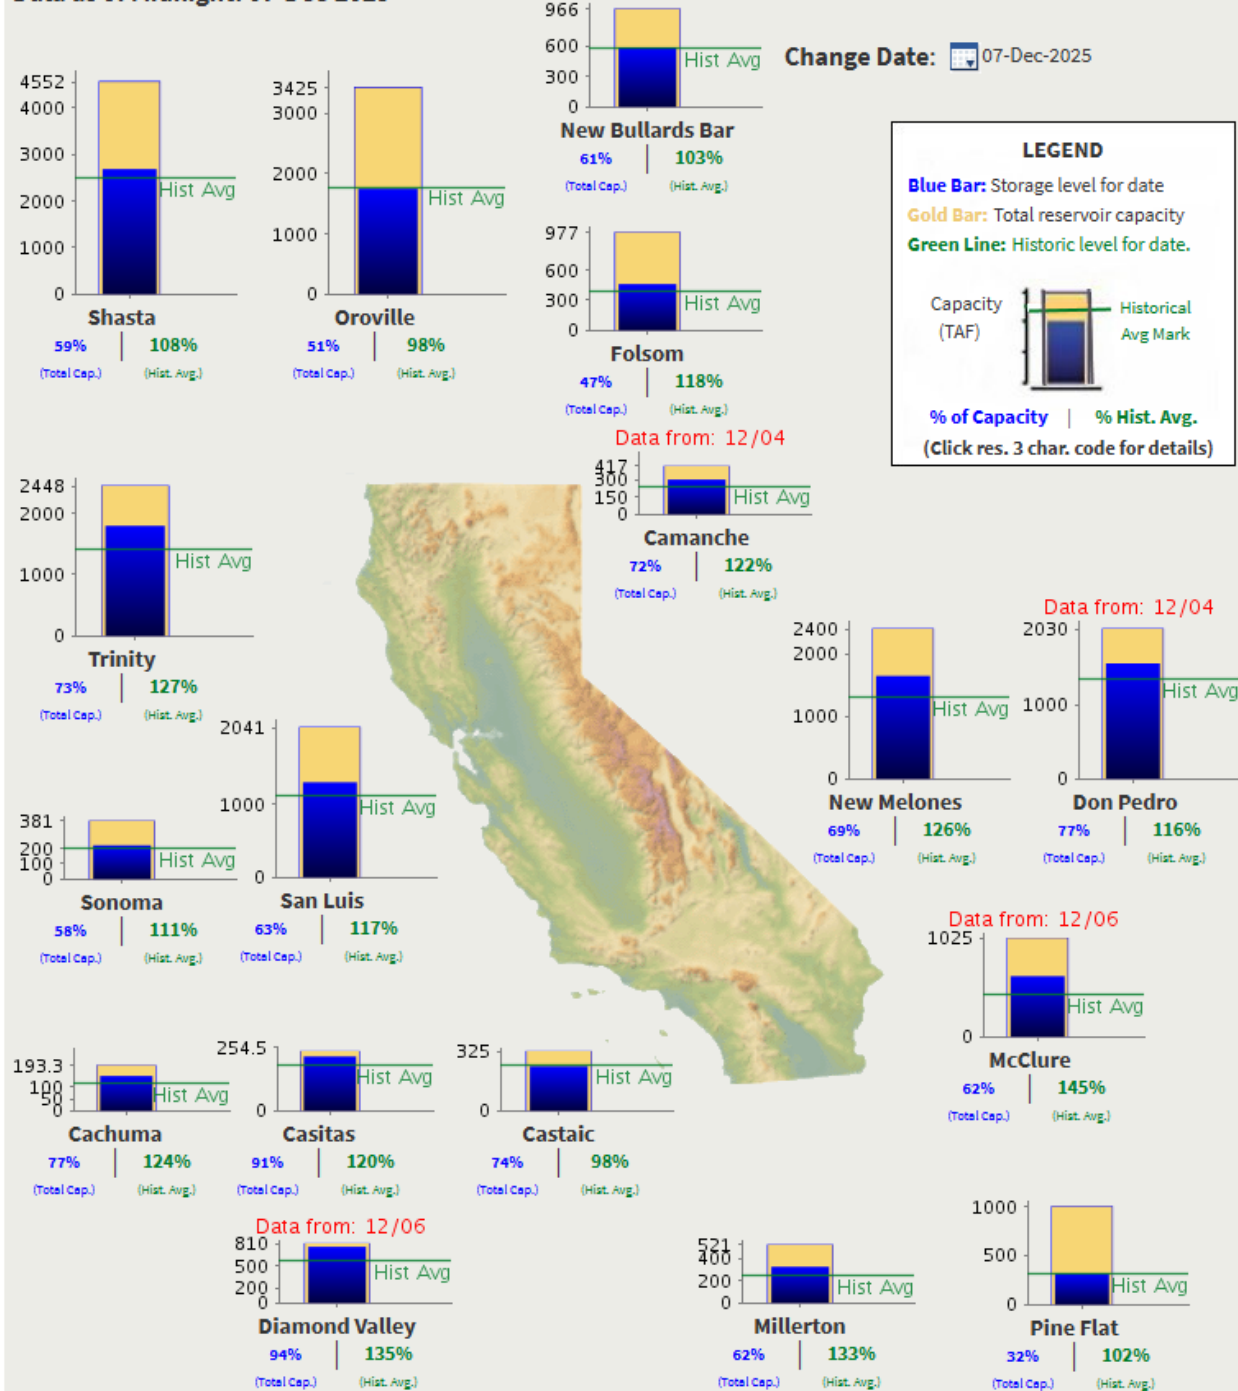 Data as of Midnight: 07-Dec-2025
966
600
300
0
Hist Avg
New Bullards Bar
61% | 103%
(Total Cap.) (Hist. Avg.)
Change Date: 07-Dec-2025
4552
4000
3000
2000
1000
0
Hist Avg
Shasta
59% | 108%
(Total Cap.) (Hist. Avg.)
3425
3000
2000
1000
0
Hist Avg
Oroville
51% | 98%
(Total Cap.) (Hist. Avg.)
977
600
300
0
Hist Avg
Folsom
47% | 118%
(Total Cap.) (Hist. Avg.)
LEGEND
Blue Bar: Storage level for date
Gold Bar: Total reservoir capacity
Green Line: Historic level for date.
Capacity
(TAF)
Historical
Avg Mark
% of Capacity | % Hist. Avg.
(Click res. 3 char. code for details)
Data from: 12/04
417
300
150
0
Hist Avg
Camanche
72% | 122%
(Total Cap.) (Hist. Avg.)
2448
2000
1000
0
Hist Avg
Trinity
73% | 127%
(Total Cap.) (Hist. Avg.)
2400
2000
1000
0
Hist Avg
New Melones
69% | 126%
(Total Cap.) (Hist. Avg.)
Data from: 12/04
2030
1000
0
Hist Avg
Don Pedro
77% | 116%
(Total Cap.) (Hist. Avg.)
381
200
100
0
Hist Avg
Sonoma
58% | 111%
(Total Cap.) (Hist. Avg.)
2041
1000
0
Hist Avg
San Luis
63% | 117%
(Total Cap.) (Hist. Avg.)
Data from: 12/06
1025
0
Hist Avg
McClure
62% | 145%
(Total Cap.) (Hist. Avg.)
193.3
100
50
0
Hist Avg
Cachuma
77% | 124%
(Total Cap.) (Hist. Avg.)
254.5
0
Hist Avg
Casitas
91% | 120%
(Total Cap.) (Hist. Avg.)
325
0
Hist Avg
Castaic
74% | 98%
(Total Cap.) (Hist. Avg.)
Data from: 12/06
810
500
200
0
Hist Avg
Diamond Valley
94% | 135%
(Total Cap.) (Hist. Avg.)
521
400
200
0
Hist Avg
Millerton
62% | 133%
(Total Cap.) (Hist. Avg.)
1000
500
0
Hist Avg
Pine Flat
32% | 102%
(Total Cap.) (Hist. Avg.)